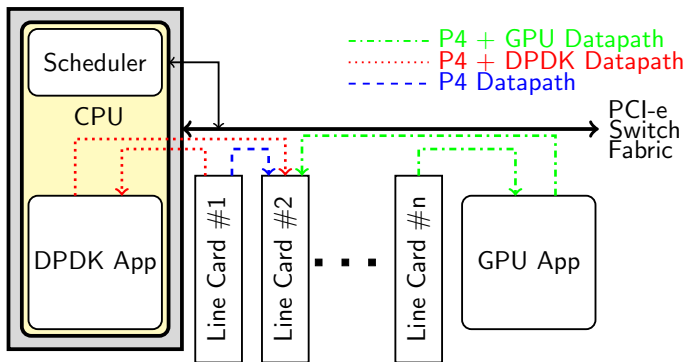 Scheduler
CPU
DPDK App
P4 + GPU Datapath
P4 + DPDK Datapath
P4 Datapath
PCI-e
Switch
Fabric
Line Card #1
Line Card #2
Line Card #n
GPU App